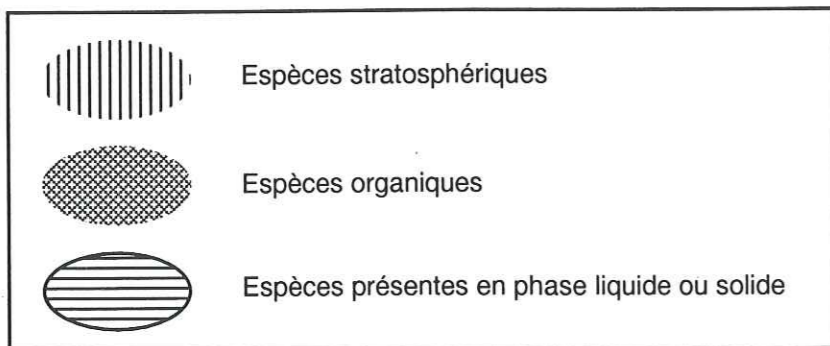 Espèces stratosphériques
Espèces organiques
Espèces présentes en phase liquide ou solide